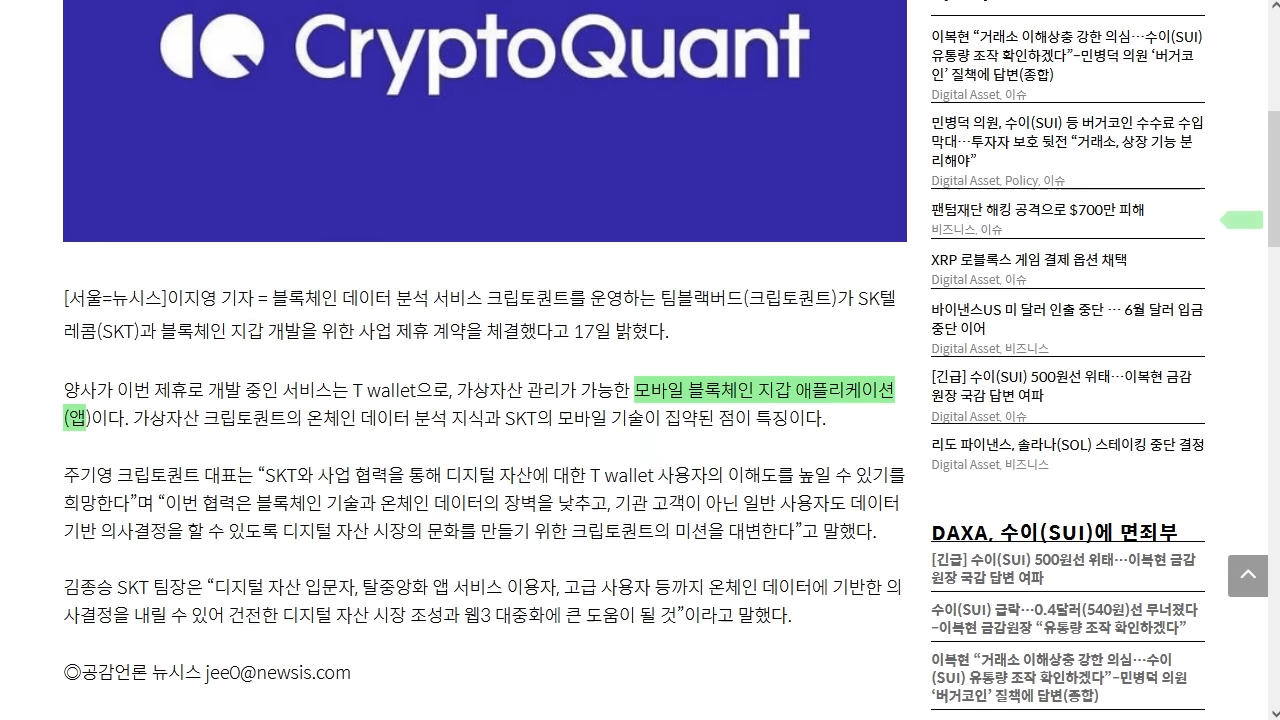 CryptoQuant
[서울=뉴시스]이지영 기자 = 블록체인 데이터 분석 서비스 크립토퀀트를 운영하는 팀블랙버드(크립토퀀트)가 SK텔
레콤(SKT)과 블록체인 지갑 개발을 위한 사업 제휴 계약을 체결했다고 17일 밝혔다.
양사가 이번 제휴로 개발 중인 서비스는 T wallet으로, 가상자산 관리가 가능한 모바일 블록체인 지갑 애플리케이션
(앱)이다. 가상자산 크립토퀀트의 온체인 데이터 분석 지식과 SKT의 모바일 기술이 집약된 점이 특징이다.
주기영 크립토퀀트 대표는 “SKT와 사업 협력을 통해 디지털 자산에 대한 T wallet 사용자의 이해도를 높일 수 있기를
희망한다”며 “이번 협력은 블록체인 기술과 온체인 데이터의 장벽을 낮추고, 기관 고객이 아닌 일반 사용자도 데이터
기반 의사결정을 할 수 있도록 디지털 자산 시장의 문화를 만들기 위한 크립토퀀트의 미션을 대변한다”고 말했다.
김종승 SKT 팀장은 “디지털 자산 입문자, 탈중앙화 앱 서비스 이용자, 고급 사용자 등까지 온체인 데이터에 기반한 의
사결정을 내릴 수 있어 건전한 디지털 자산 시장 조성과 웹3 대중화에 큰 도움이 될 것”이라고 말했다.
◎공감언론 뉴시스 jee0@newsis.com
이복현 “거래소 이해상충 강한 의심…수이(SUI)
유통량 조작 확인하겠다”–민병덕 의원 ‘버거코
인’ 질책에 답변(종합)
Digital Asset, 이슈
민병덕 의원, 수이(SUI) 등 버거코인 수수료 수입
막대…투자자 보호 뒷전 “거래소, 상장 기능 분
리해야”
Digital Asset, Policy, 이슈
팬텀재단 해킹 공격으로 $700만 피해
비즈니스, 이슈
XRP 로블록스 게임 결제 옵션 채택
Digital Asset, 이슈
바이낸스US 미 달러 인출 중단 … 6월 달러 입금
중단 이어
Digital Asset, 비즈니스
[긴급] 수이(SUI) 500원선 위태…이복현 금감
원장 국감 답변 여파
Digital Asset, 이슈
리도 파이낸스, 솔라나(SOL) 스테이킹 중단 결정
Digital Asset, 비즈니스
DAXA, 수이(SUI)에 면죄부
[긴급] 수이(SUI) 500원선 위태…이복현 금감
원장 국감 답변 여파
수이(SUI) 급락…0.4달러(540원)선 무너졌다
–이복현 금감원장 “유통량 조작 확인하겠다”
이복현 “거래소 이해상충 강한 의심…수이
(SUI) 유통량 조작 확인하겠다”–민병덕 의원
‘버거코인’ 질책에 답변(종합)